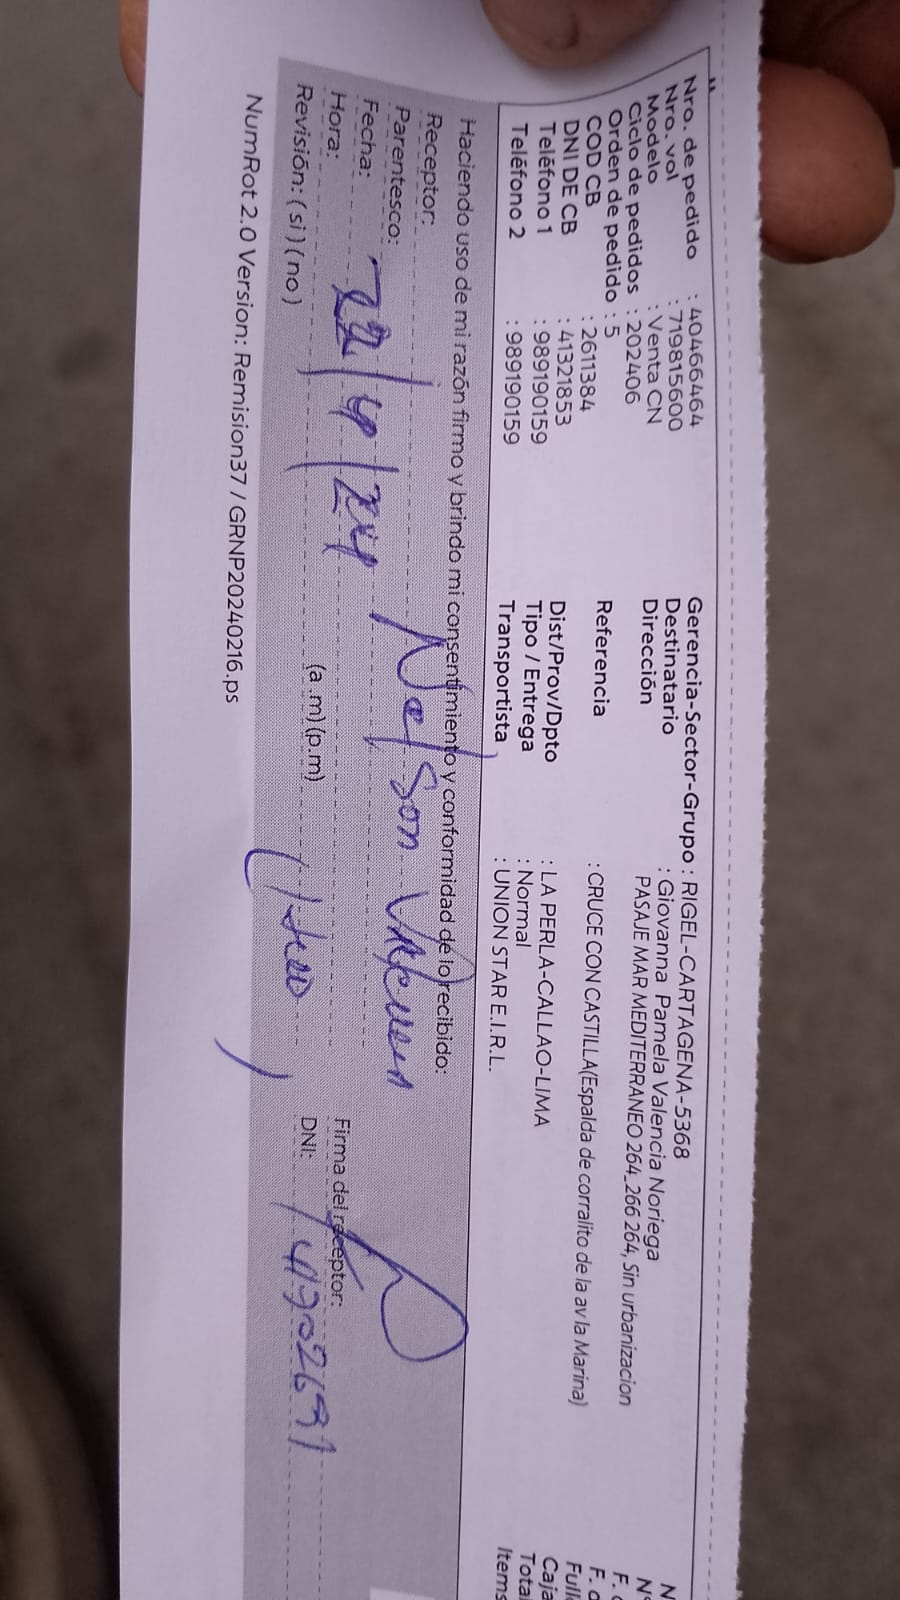 Nro. de pedido : 40466464
Nro. vol : 719815600
Modelo : Venta CN
Ciclo de pedidos : 202406
Orden de pedido : 5
COD CB : 2611384
DNI DE CB : 41321853
Teléfono 1 : 989190159
Teléfono 2 : 989190159
Gerencia-Sector-Grupo : RIGEL-CARTAGENA-5368
Destinatario : Giovanna Pamela Valencia Noriega
Dirección PASAJE MAR MEDITERRANEO 264_266 264, Sin urbanizacion
Referencia : CRUCE CON CASTILLA(Espalda de corralito de la av la Marina)
Dist/Prov/Dpto : LA PERLA-CALLAO-LIMA
Tipo / Entrega : Normal
Transportista : UNION STAR E.I.R.L.
Caja
Total
Items
Haciendo uso de mi razón firmo y brindo mi consentimiento y conformidad de lo recibido:
Receptor: Nelson
Parentesco:
Fecha: 22/4/24
Hora: (a.m)(p.m)
Revisión: (si)(no)
Firma del receptor:
DNI:
NumRot 2.0 Version: Remision37 / GRNP20240216.ps